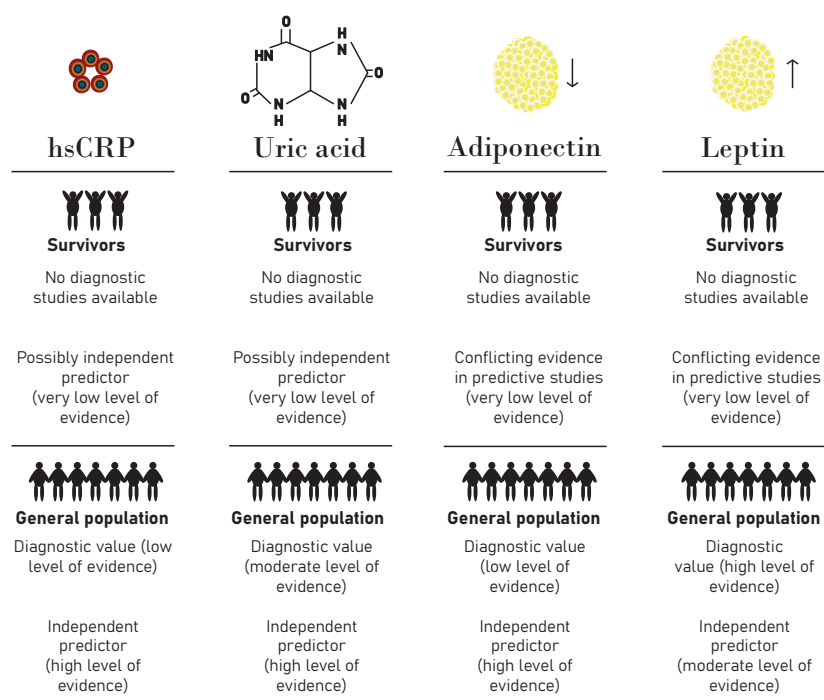 O
HN
H
N
O
O
N
H
N
H
hsCRP
Survivors
No diagnostic
studies available
Possibly independent
predictor
(very low level of
evidence)
General population
Diagnostic value (low
level of evidence)
Independent
predictor
(high level of
evidence)
Uric acid
Survivors
No diagnostic
studies available
Possibly independent
predictor
(very low level of
evidence)
General population
Diagnostic value
(moderate level of
evidence)
Independent
predictor
(high level of
evidence)
Adiponectin
Survivors
No diagnostic
studies available
Conflicting evidence
in predictive studies
(very low level of
evidence)
General population
Diagnostic value
(low level of
evidence)
Independent
predictor
(high level of
evidence)
Leptin
Survivors
No diagnostic
studies available
Conflicting evidence
in predictive studies
(very low level of
evidence)
General population
Diagnostic
value (high level of
evidence)
Independent
predictor
(moderate level of
evidence)